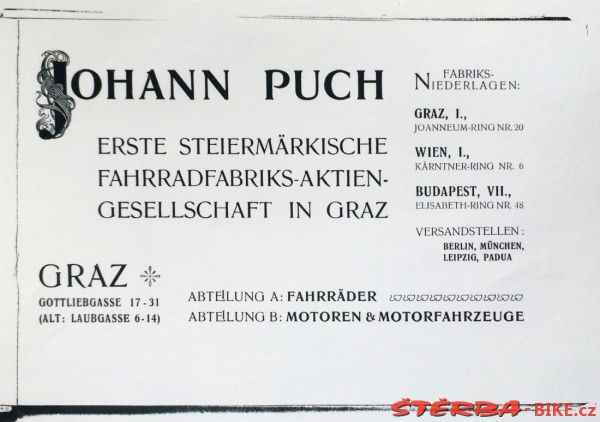 JOHANN PUCH
ERSTE STEIERMÄRKISCHE
FAHRRADFABRIKS-AKTIEN-
GESELLSCHAFT IN GRAZ
FABRIKS-
NIEDERLAGEN:
GRAZ, I.,
JOANNEUM-RING NR. 20
WIEN, I.,
KÄRNTNER-RING NR. 6
BUDAPEST, VII.,
ELISABETH-RING NR. 48
VERSANDSTELLEN:
BERLIN, MÜNCHEN,
LEIPZIG, PADUA
GRAZ
GOTTLIEBGASSE 17-31
(ALT: LAUBGASSE 6-14)
ABTEILUNG A: FAHRRÄDER
ABTEILUNG B: MOTOREN & MOTORFAHRZEUGE
ŠTĚRBA-BIKE.cz